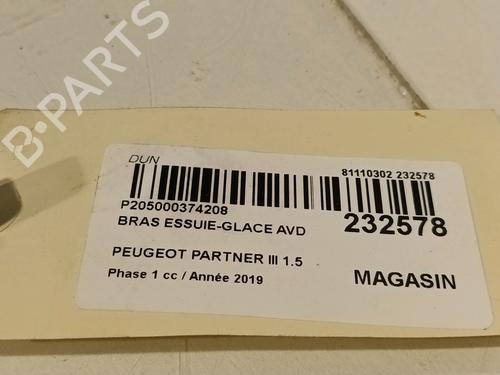 B-PARTS
DUN
81110302 232578
P205000374208
BRAS ESSUIE-GLACE AVD
232578
PEUGEOT PARTNER III 1.5
Phase 1 cc / Année 2019
MAGASIN